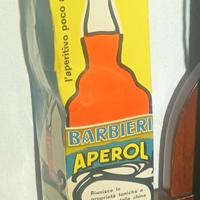 l'aperitivo poco a
BARBIERI
APEROL
Riunisce le
proprietà toniche e
china